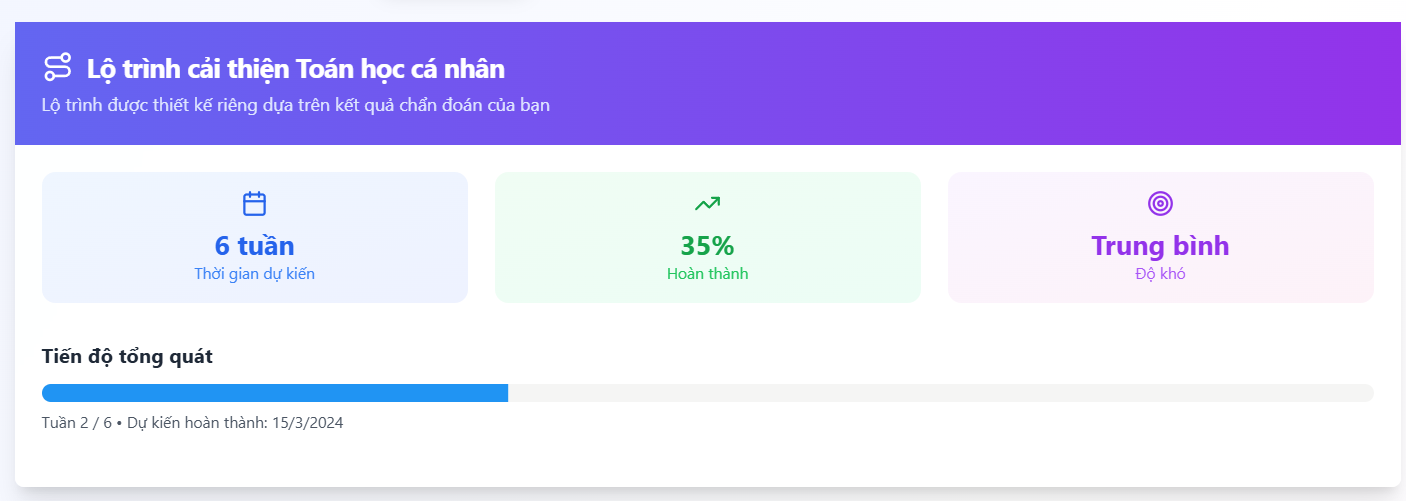 Lộ trình cải thiện Toán học cá nhân
Lộ trình được thiết kế riêng dựa trên kết quả chẩn đoán của bạn
6 tuần
Thời gian dự kiến
35%
Hoàn thành
Trung bình
Độ khó
Tiến độ tổng quát
Tuần 2 / 6 • Dự kiến hoàn thành: 15/3/2024